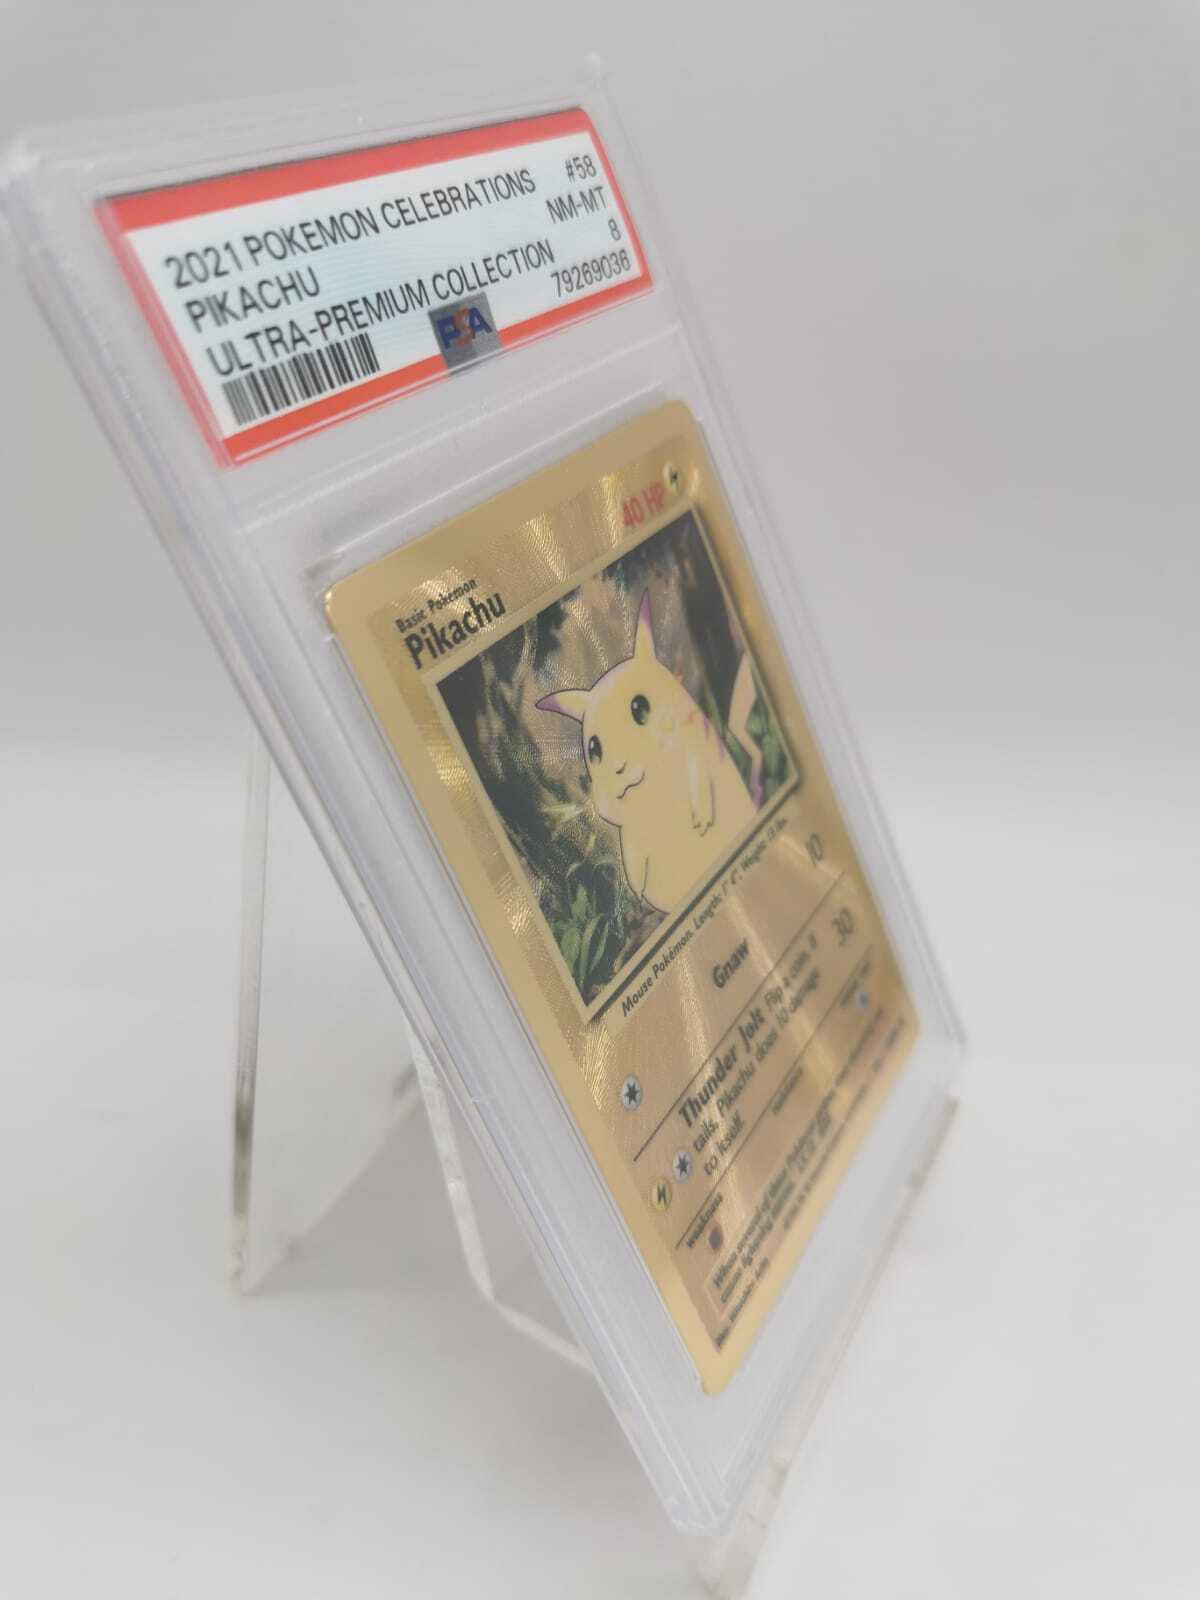 2021 POKEMON CELEBRATIONS #58
PIKACHU NM-MT
ULTRA-PREMIUM COLLECTION 8
PSA 79269036
Basic Pokémon
Pikachu 40 HP
Mouse Pokémon. Length: 1' 4", Weight: 13 lbs.
Gnaw 10
Thunder Jolt Flip a coin. If
tails, Pikachu does 10 damage
to itself. 30
weakness